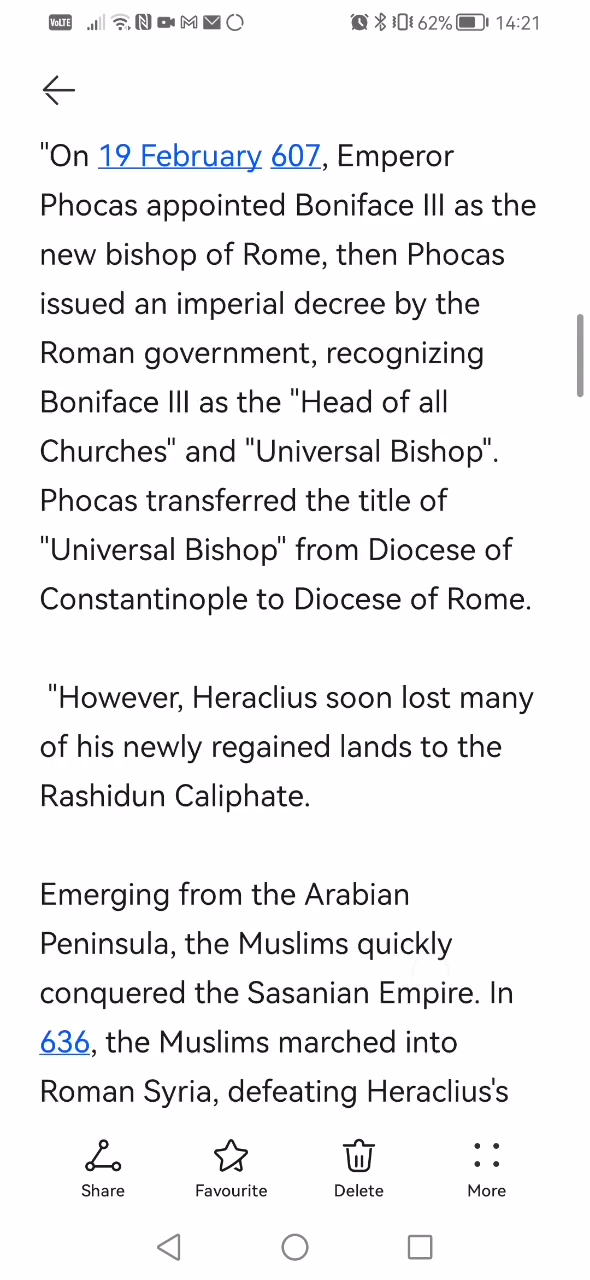 VoLTE 62% 14:21
"On 19 February 607, Emperor
Phocas appointed Boniface III as the
new bishop of Rome, then Phocas
issued an imperial decree by the
Roman government, recognizing
Boniface III as the "Head of all
Churches" and "Universal Bishop".
Phocas transferred the title of
"Universal Bishop" from Diocese of
Constantinople to Diocese of Rome.
"However, Heraclius soon lost many
of his newly regained lands to the
Rashidun Caliphate.
Emerging from the Arabian
Peninsula, the Muslims quickly
conquered the Sasanian Empire. In
636, the Muslims marched into
Roman Syria, defeating Heraclius's
Share Favourite Delete More